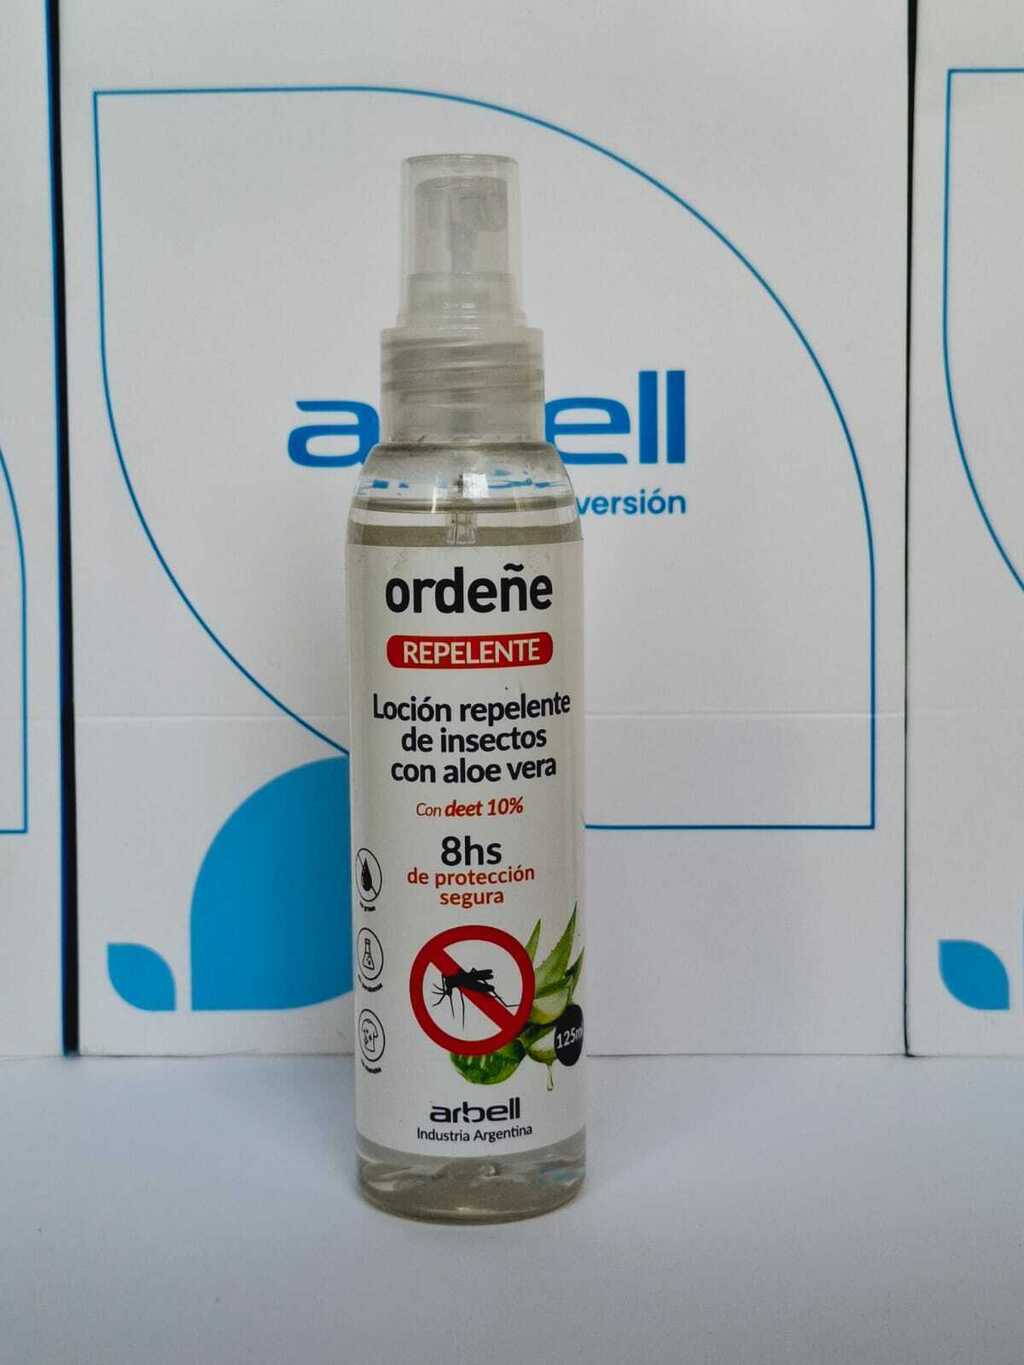 arbell
versión
ordeñe
REPELENTE
Loción repelente
de insectos
con aloe vera
Con deet 10%
8hs
de protección
segura
arbell
Industria Argentina